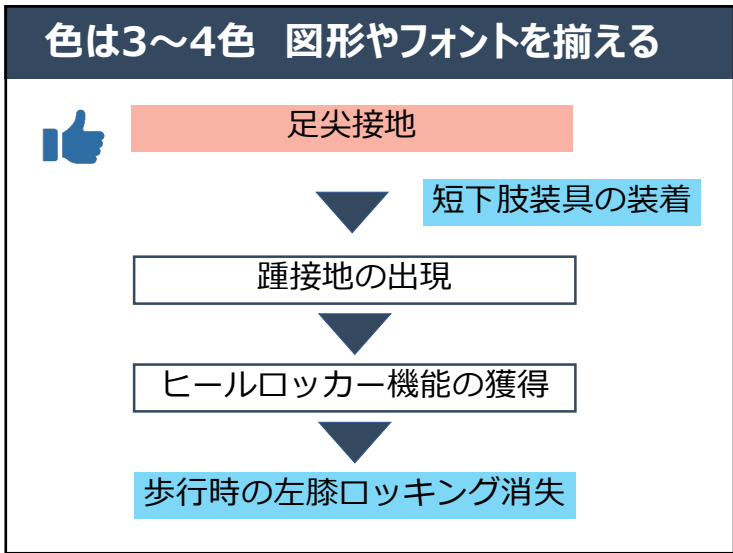 色は3～4色 図形やフォントを揃える
足尖接地
短下肢装具の装着
踵接地の出現
ヒールロッカー機能の獲得
歩行時の左膝ロッキング消失